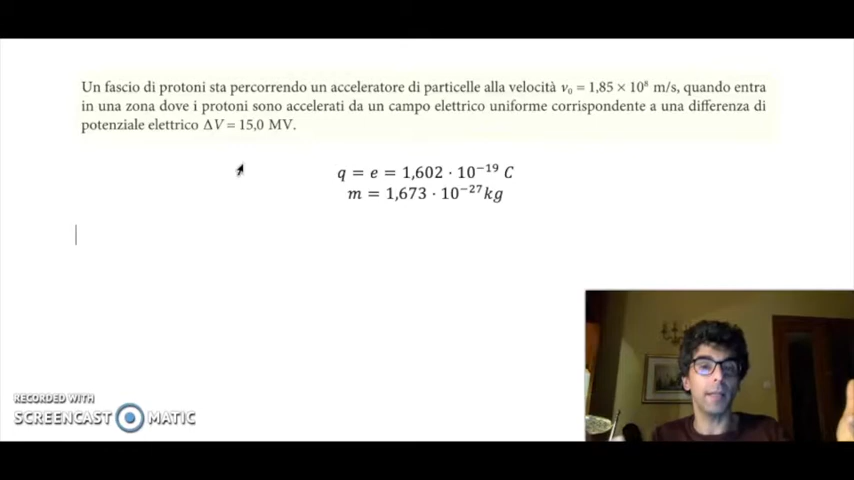 Un fascio di protoni sta percorrendo un acceleratore di particelle alla velocità v₀ = 1,85 × 10⁸ m/s, quando entra
in una zona dove i protoni sono accelerati da un campo elettrico uniforme corrispondente a una differenza di
potenziale elettrico ΔV = 15,0 MV.
q = e = 1,602 · 10⁻¹⁹ C
m = 1,673 · 10⁻²⁷kg
RECORDED WITH
SCREENCAST MATIC